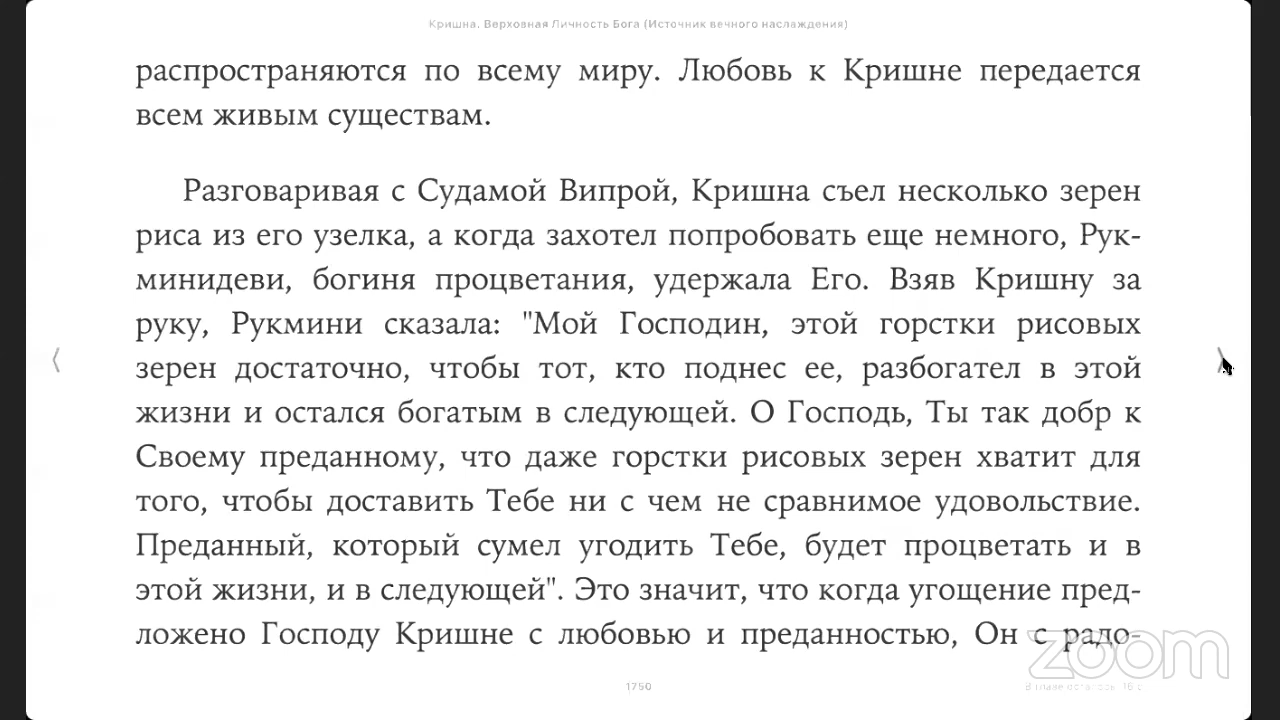 Кришна. Верховная Личность Бога (Источник вечного наслаждения)
распространяются по всему миру. Любовь к Кришне передается
всем живым существам.
Разговаривая с Судамой Випрой, Кришна съел несколько зерен
риса из его узелка, а когда захотел попробовать еще немного, Рук-
минидеви, богиня процветания, удержала Его. Взяв Кришну за
руку, Рукмини сказала: "Мой Господин, этой горстки рисовых
зерен достаточно, чтобы тот, кто поднес ее, разбогател в этой
жизни и остался богатым в следующей. О Господь, Ты так добр к
Своему преданному, что даже горстки рисовых зерен хватит для
того, чтобы доставить Тебе ни с чем не сравнимое удовольствие.
Преданный, который сумел угодить Тебе, будет процветать и в
этой жизни, и в следующей". Это значит, что когда угощение пред-
ложено Господу Кришне с любовью и преданностью, Он с радо-
zoom
1750
В главе осталось: 16 с